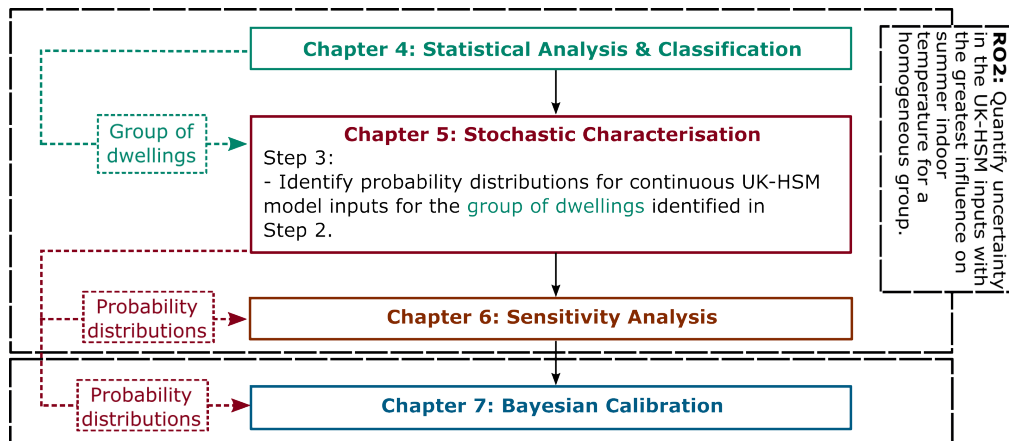 Chapter 4: Statistical Analysis & Classification
Group of
dwellings
Chapter 5: Stochastic Characterisation
Step 3:
- Identify probability distributions for continuous UK-HSM
model inputs for the group of dwellings identified in
Step 2.
Probability
distributions
Chapter 6: Sensitivity Analysis
Probability
distributions
Chapter 7: Bayesian Calibration
RO2: Quantify uncertainty
in the UK-HSM inputs with
the greatest influence on
summer indoor
temperature for a
homogeneous group.